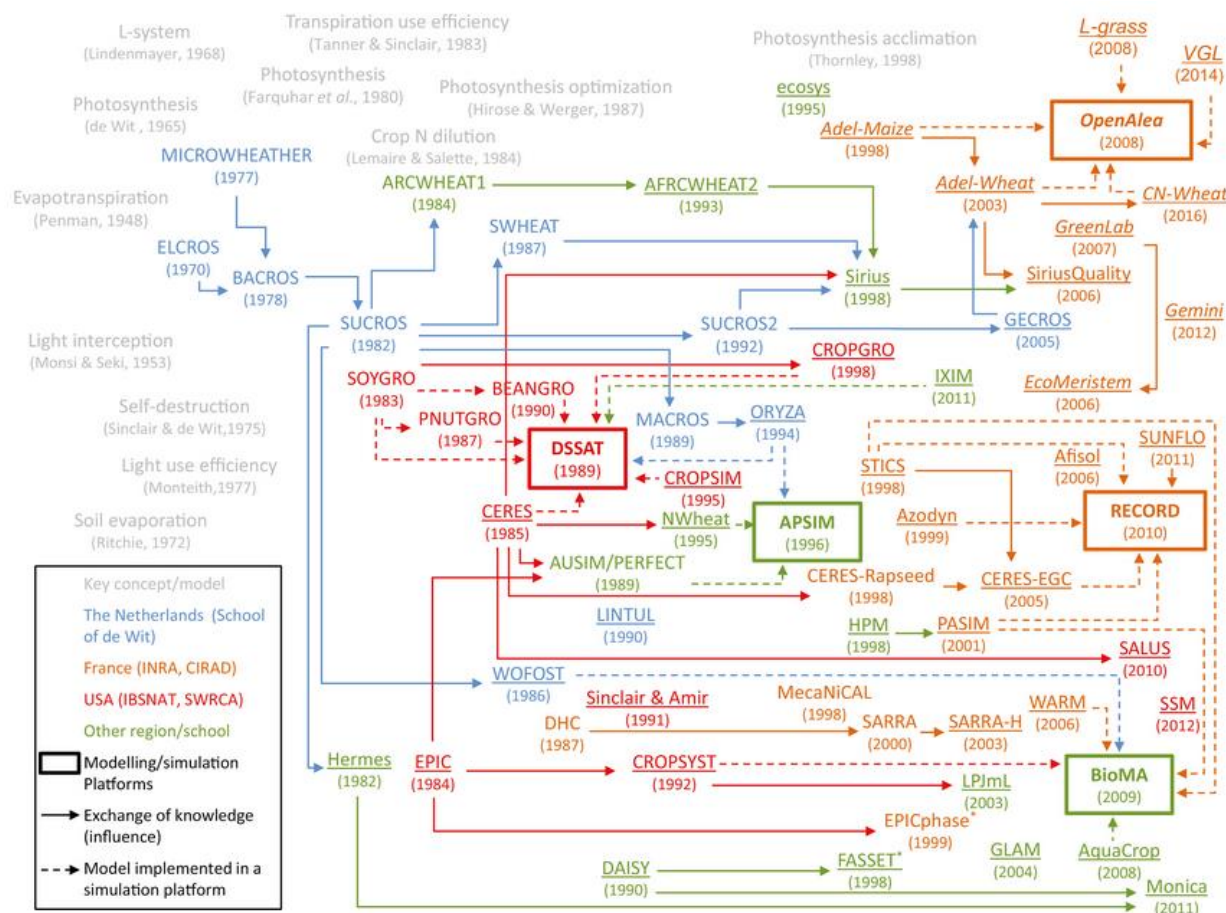 L-system
(Lindenmayer, 1968)
Transpiration use efficiency
(Tanner & Sinclair, 1983)
Photosynthesis acclimation
(Thornley, 1998)
L-grass
(2008)
VGL
(2014)
Photosynthesis
(Farquhar et al., 1980)
Photosynthesis optimization
(Hirose & Werger, 1987)
ecosys
(1995)
Photosynthesis
(de Wit , 1965)
Crop N dilution
(Lemaire & Salette, 1984)
Adel-Maize
(1998)
OpenAlea
(2008)
MICROWHEATHER
(1977)
ARCWHEAT1
(1984)
AFRCWHEAT2
(1993)
Adel-Wheat
(2003)
CN-Wheat
(2016)
Evapotranspiration
(Penman, 1948)
SWHEAT
(1987)
GreenLab
(2007)
ELCROS
(1970)
BACROS
(1978)
Sirius
(1998)
SiriusQuality
(2006)
Gemini
(2012)
SUCROS
(1982)
SUCROS2
(1992)
GECROS
(2005)
Light interception
(Monsi & Seki, 1953)
CROPGRO
(1998)
SOYGRO
(1983)
BEANGRO
(1990)
IXIM
(2011)
EcoMeristem
(2006)
Self-destruction
(Sinclair & de Wit,1975)
PNUTGRO
(1987)
MACROS
(1989)
ORYZA
(1994)
DSSAT
(1989)
STICS
(1998)
Afisol
(2006)
SUNFLO
(2011)
Light use efficiency
(Monteith,1977)
CROPSIM
(1995)
Soil evaporation
(Ritchie, 1972)
CERES
(1985)
NWheat
(1995)
APSIM
(1996)
Azodyn
(1999)
RECORD
(2010)
AUSIM/PERFECT
(1989)
CERES-Rapseed
(1998)
CERES-EGC
(2005)
LINTUL
(1990)
HPM
(1998)
PASIM
(2001)
SALUS
(2010)
WOFOST
(1986)
Sinclair & Amir
(1991)
MecaNiCAL
(1998)
WARM
(2006)
SSM
(2012)
DHC
(1987)
SARRA
(2000)
SARRA-H
(2003)
Hermes
(1982)
EPIC
(1984)
CROPSYST
(1992)
LPJmL
(2003)
BioMA
(2009)
EPICphase*
(1999)
DAISY
(1990)
FASSET*
(1998)
GLAM
(2004)
AquaCrop
(2008)
Monica
(2011)
Key concept/model
The Netherlands (School
of de Wit)
France (INRA, CIRAD)
USA (IBSNAT, SWRCA)
Other region/school
Modelling/simulation
Platforms
Exchange of knowledge
(influence)
Model implemented in a
simulation platform